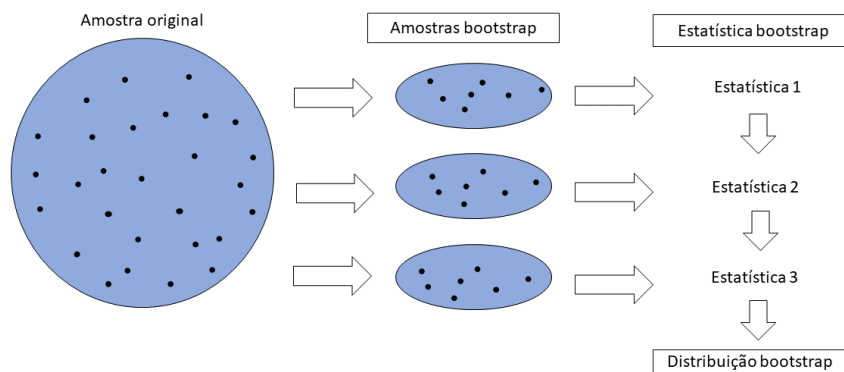 Amostra original
Amostras bootstrap
Estatística bootstrap
Estatística 1
Estatística 2
Estatística 3
Distribuição bootstrap